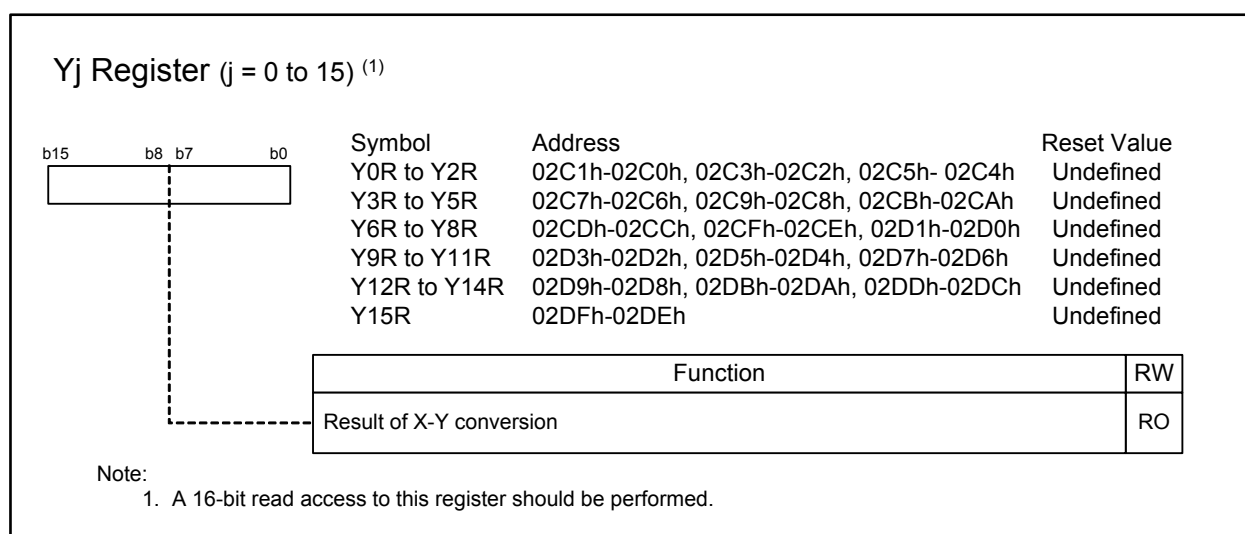 Yj Register (j = 0 to 15) (1)
b15 b8 b7 b0
Symbol Address Reset Value
Y0R to Y2R 02C1h-02C0h, 02C3h-02C2h, 02C5h- 02C4h Undefined
Y3R to Y5R 02C7h-02C6h, 02C9h-02C8h, 02CBh-02CAh Undefined
Y6R to Y8R 02CDh-02CCh, 02CFh-02CEh, 02D1h-02D0h Undefined
Y9R to Y11R 02D3h-02D2h, 02D5h-02D4h, 02D7h-02D6h Undefined
Y12R to Y14R 02D9h-02D8h, 02DBh-02DAh, 02DDh-02DCh Undefined
Y15R 02DFh-02DEh Undefined
Function RW
Result of X-Y conversion RO
Note:
1. A 16-bit read access to this register should be performed.